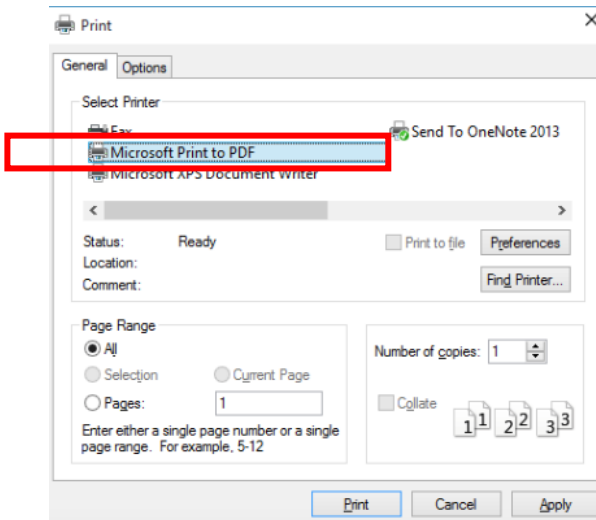 Print
General Options
Select Printer
Fax
Send To OneNote 2013
Microsoft Print to PDF
Microsoft XPS Document Writer
Status: Ready
Print to file Preferences
Location:
Comment:
Find Printer...
Page Range
All
Selection Current Page
Pages: 1
Enter either a single page number or a single
page range. For example, 5-12
Number of copies: 1
Collate
1 1 2 2 3 3
Print Cancel Apply